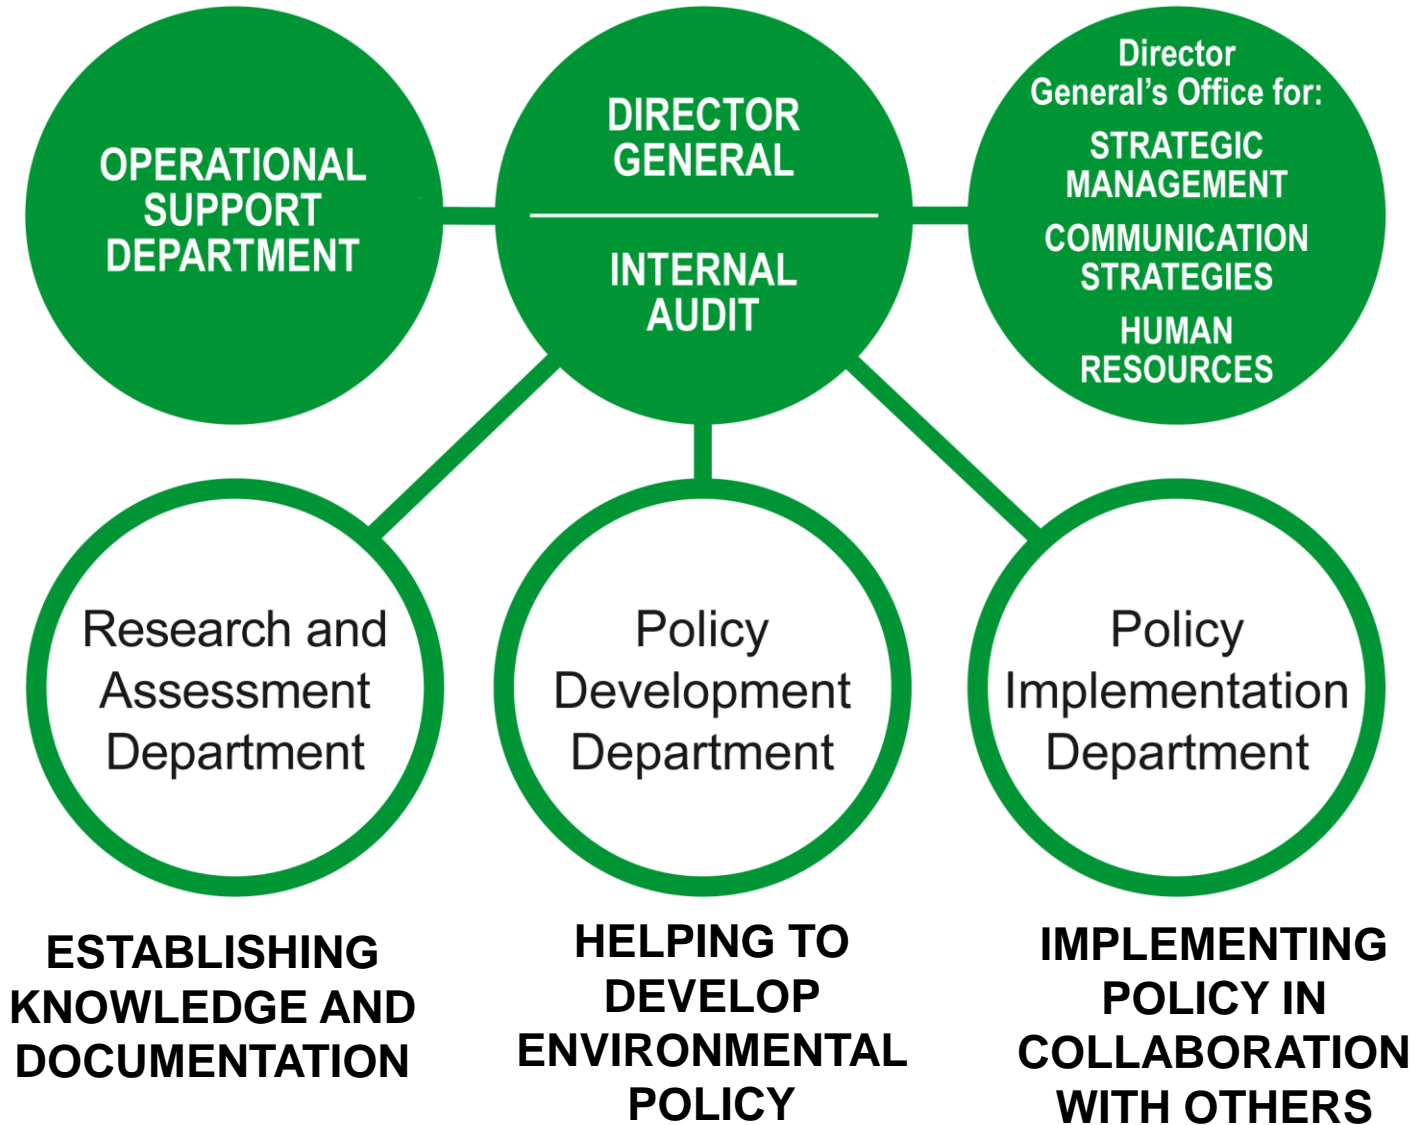 OPERATIONAL
SUPPORT
DEPARTMENT
DIRECTOR
GENERAL
INTERNAL
AUDIT
Director
General’s Office for:
STRATEGIC
MANAGEMENT
COMMUNICATION
STRATEGIES
HUMAN
RESOURCES
Research and
Assessment
Department
Policy
Development
Department
Policy
Implementation
Department
ESTABLISHING
KNOWLEDGE AND
DOCUMENTATION
HELPING TO
DEVELOP
ENVIRONMENTAL
POLICY
IMPLEMENTING
POLICY IN
COLLABORATION
WITH OTHERS